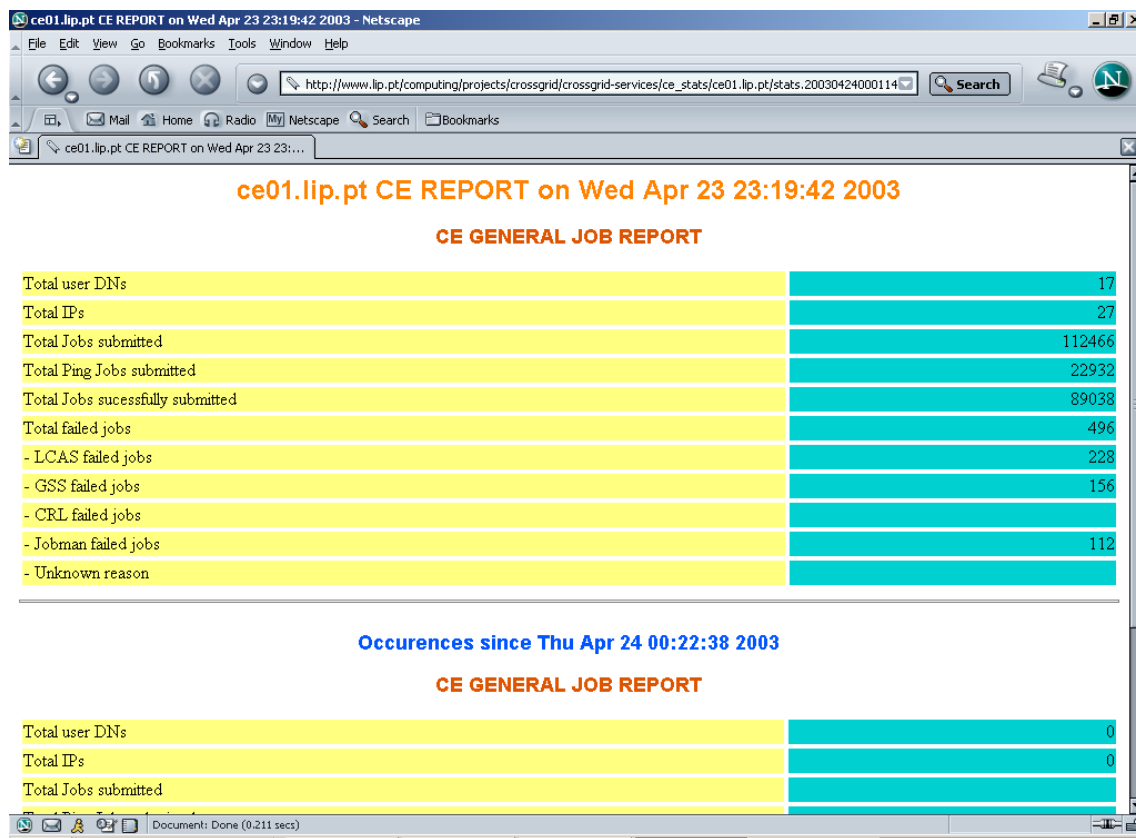 ce01.lip.pt CE REPORT on Wed Apr 23 23:19:42 2003 - Netscape
File Edit View Go Bookmarks Tools Window Help
http://www.lip.pt/computing/projects/crossgrid/crossgrid-services/ce_stats/ce01.lip.pt/stats.20030424000114 Search N
Mail Home Radio My Netscape Search Bookmarks
ce01.lip.pt CE REPORT on Wed Apr 23 23:...
ce01.lip.pt CE REPORT on Wed Apr 23 23:19:42 2003
CE GENERAL JOB REPORT
Total user DNs 17
Total IPs 27
Total Jobs submitted 112466
Total Ping Jobs submitted 22932
Total Jobs sucessfully submitted 89038
Total failed jobs 496
- LCAS failed jobs 228
- GSS failed jobs 156
- CRL failed jobs
- Jobman failed jobs 112
- Unknown reason
Occurences since Thu Apr 24 00:22:38 2003
CE GENERAL JOB REPORT
Total user DNs 0
Total IPs 0
Total Jobs submitted
Document: Done (0.211 secs)